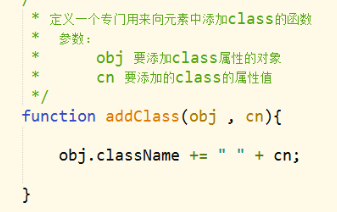 /
* 定义一个专门用来向元素中添加class的函数
* 参数:
* obj 要添加class属性的对象
* cn 要添加的class的属性值
*/
function addClass(obj , cn){
obj.className += " " + cn;
}